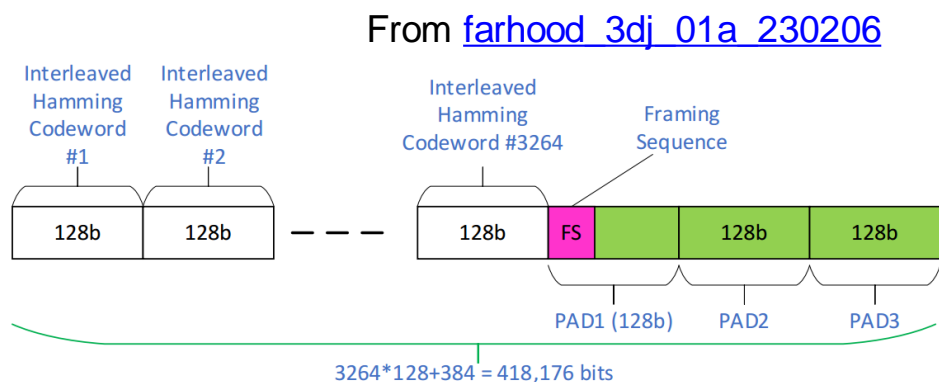 From farhood_3dj_01a_230206
Interleaved
Hamming
Codeword
#1
Interleaved
Hamming
Codeword
#2
Interleaved
Hamming
Codeword #3264
Framing
Sequence
128b
128b
128b
FS
128b
128b
PAD1 (128b)
PAD2
PAD3
3264*128+384 = 418,176 bits